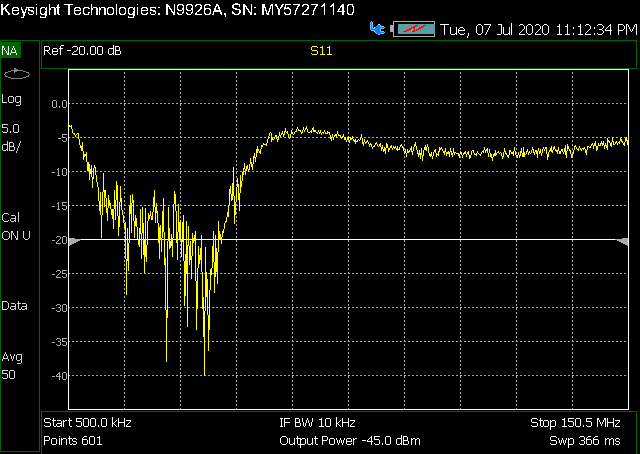 Keysight Technologies: N9926A, SN: MY57271140
Tue, 07 Jul 2020 11:12:34 PM
NA
Ref -20.00 dB
S11
Log
5.0
dB/
Cal
ON U
Data
Avg
50
0.0
-5
-10
-15
-20
-25
-30
-35
-40
Start 500.0 kHz
IF BW 10 kHz
Stop 150.5 MHz
Points 601
Output Power -45.0 dBm
Swp 366 ms